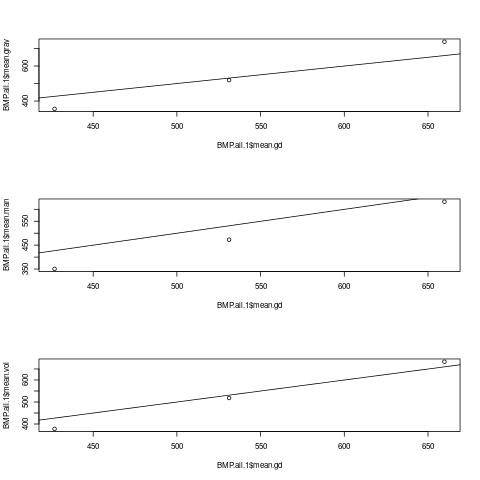 BMP.all.1$mean.grav
400 600
450 500 550 600 650
BMP.all.1$mean.gd
BMP.all.1$mean.man
350 450 550
450 500 550 600 650
BMP.all.1$mean.gd
BMP.all.1$mean.vol
400 500 600
450 500 550 600 650
BMP.all.1$mean.gd